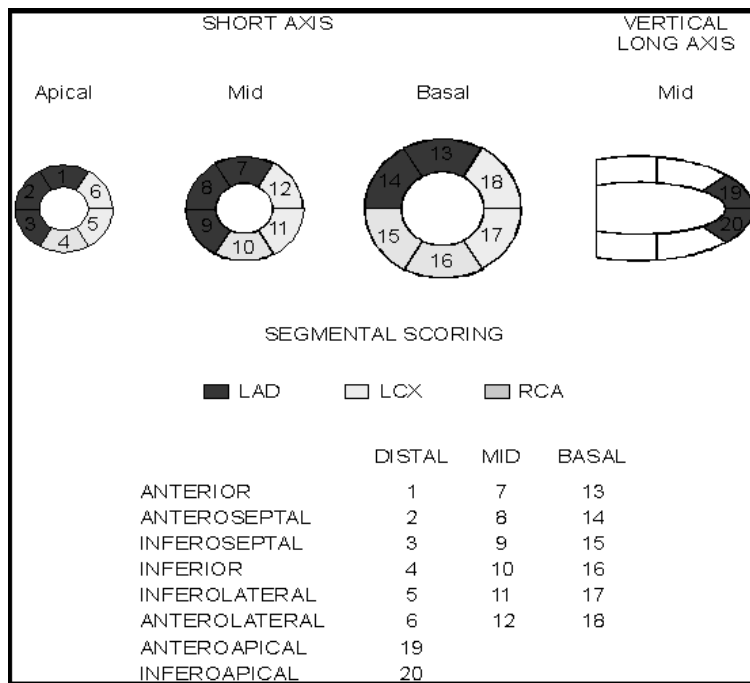 SHORT AXIS VERTICAL
LONG AXIS
Apical Mid Basal Mid
1
2
3
4
5
6
7
8
9
10
11
12
13
14
15
16
17
18
19
20
SEGMENTAL SCORING
LAD LCX RCA
DISTAL MID BASAL
ANTERIOR 1 7 13
ANTEROSEPTAL 2 8 14
INFEROSEPTAL 3 9 15
INFERIOR 4 10 16
INFEROLATERAL 5 11 17
ANTEROLATERAL 6 12 18
ANTEROAPICAL 19
INFEROAPICAL 20